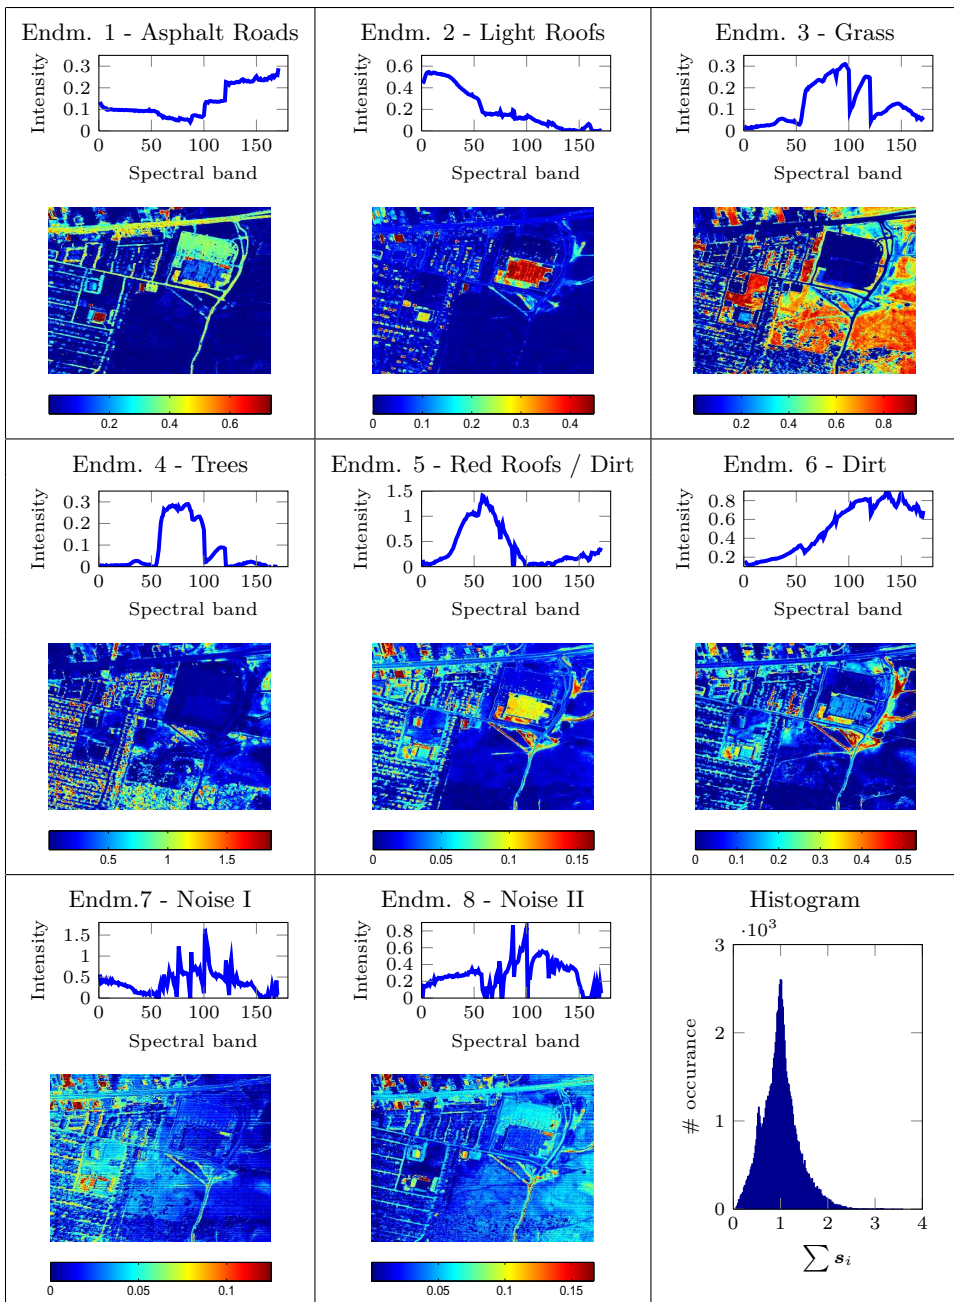 Endm. 1 - Asphalt Roads
Intensity
0.3
0.2
0.1
0
0 50 100 150
Spectral band
0.2 0.4 0.6
Endm. 2 - Light Roofs
Intensity
0.6
0.4
0.2
0
0 50 100 150
Spectral band
0 0.1 0.2 0.3 0.4
Endm. 3 - Grass
Intensity
0.3
0.2
0.1
0
0 50 100 150
Spectral band
0.2 0.4 0.6 0.8
Endm. 4 - Trees
Intensity
0.3
0.2
0.1
0
0 50 100 150
Spectral band
0.5 1 1.5
Endm. 5 - Red Roofs / Dirt
Intensity
1.5
1
0.5
0
0 50 100 150
Spectral band
0 0.05 0.1 0.15
Endm. 6 - Dirt
Intensity
0.8
0.6
0.4
0.2
0 50 100 150
Spectral band
0 0.1 0.2 0.3 0.4 0.5
Endm.7 - Noise I
Intensity
1.5
1
0.5
0
0 50 100 150
Spectral band
0 0.05 0.1
Endm. 8 - Noise II
Intensity
0.8
0.6
0.4
0.2
0
0 50 100 150
Spectral band
0.05 0.1 0.15
Histogram
·10³
# occurance
3
2
1
0
0 1 2 3 4
∑ sᵢ